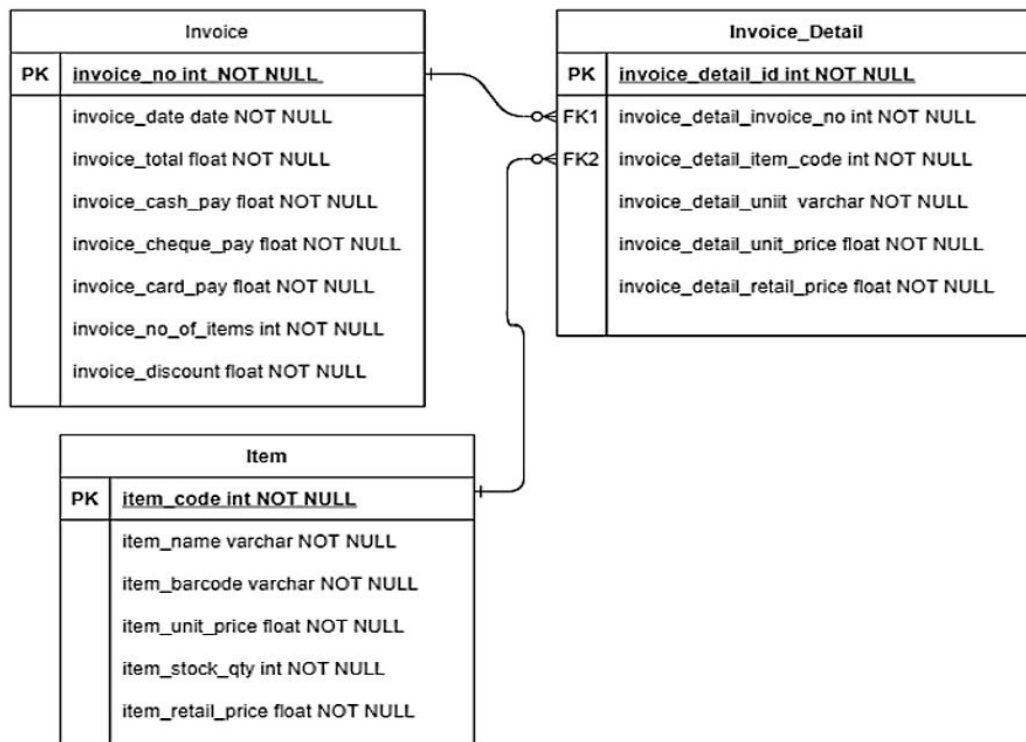 Invoice
PK invoice_no int NOT NULL
invoice_date date NOT NULL
invoice_total float NOT NULL
invoice_cash_pay float NOT NULL
invoice_cheque_pay float NOT NULL
invoice_card_pay float NOT NULL
invoice_no_of_items int NOT NULL
invoice_discount float NOT NULL
Invoice_Detail
PK invoice_detail_id int NOT NULL
FK1 invoice_detail_invoice_no int NOT NULL
FK2 invoice_detail_item_code int NOT NULL
invoice_detail_uniit varchar NOT NULL
invoice_detail_unit_price float NOT NULL
invoice_detail_retail_price float NOT NULL
Item
PK item_code int NOT NULL
item_name varchar NOT NULL
item_barcode varchar NOT NULL
item_unit_price float NOT NULL
item_stock_qty int NOT NULL
item_retail_price float NOT NULL